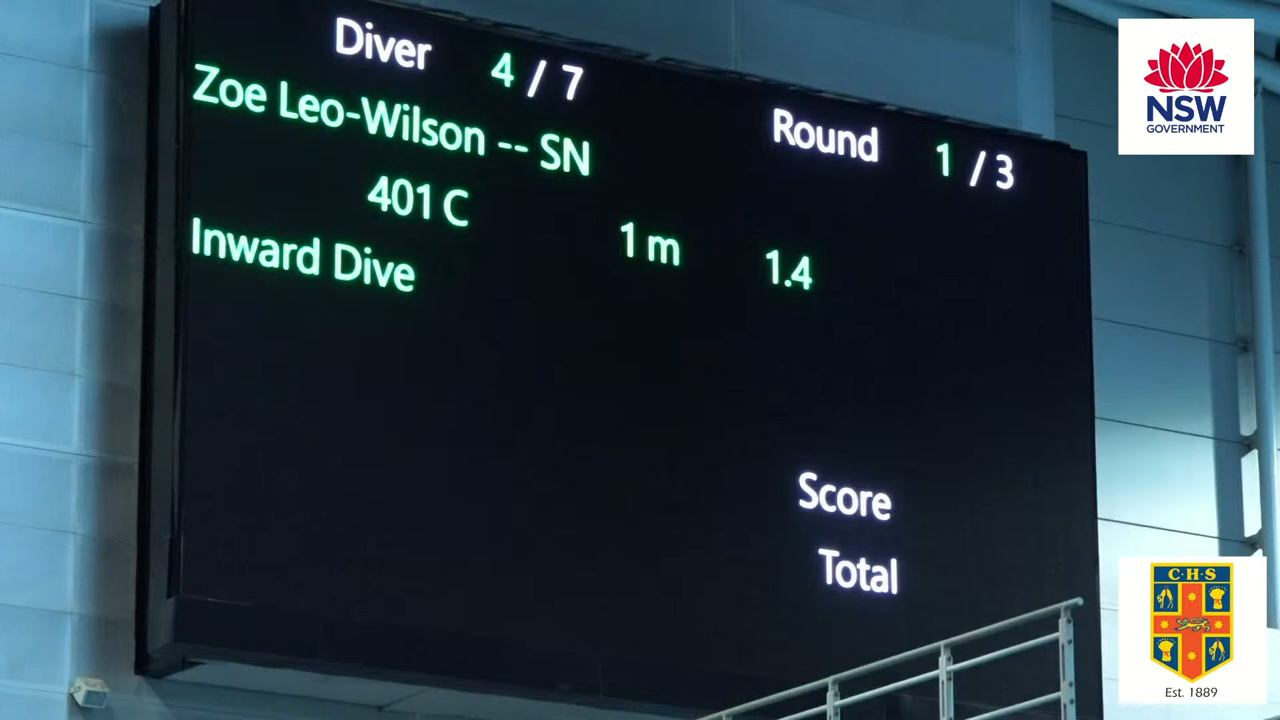 Diver 4 / 7
Zoe Leo-Wilson -- SN
Round 1 / 3
401 C
Inward Dive
1 m
1.4
Score
Total
NSW
GOVERNMENT
C·H·S
Est. 1889